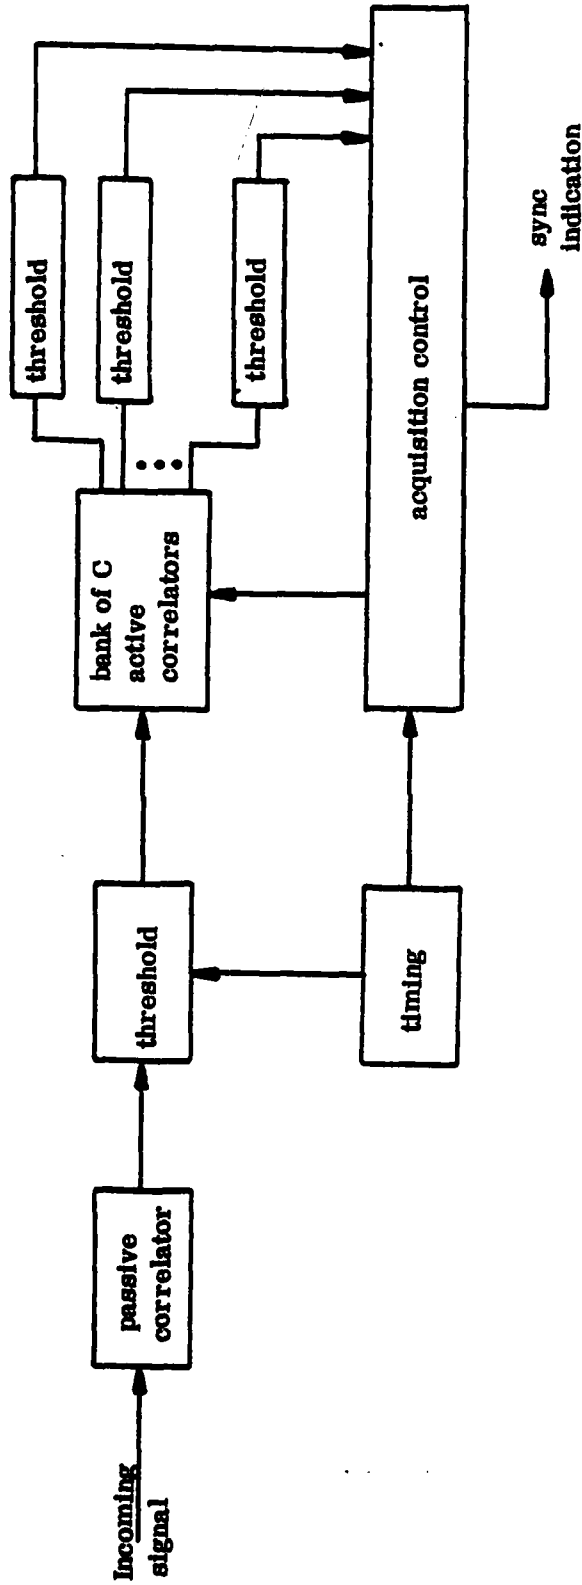 Incoming
signal
passive
correlator
threshold
timing
bank of C
active
correlators
threshold
threshold
threshold
acquisition control
sync
indication